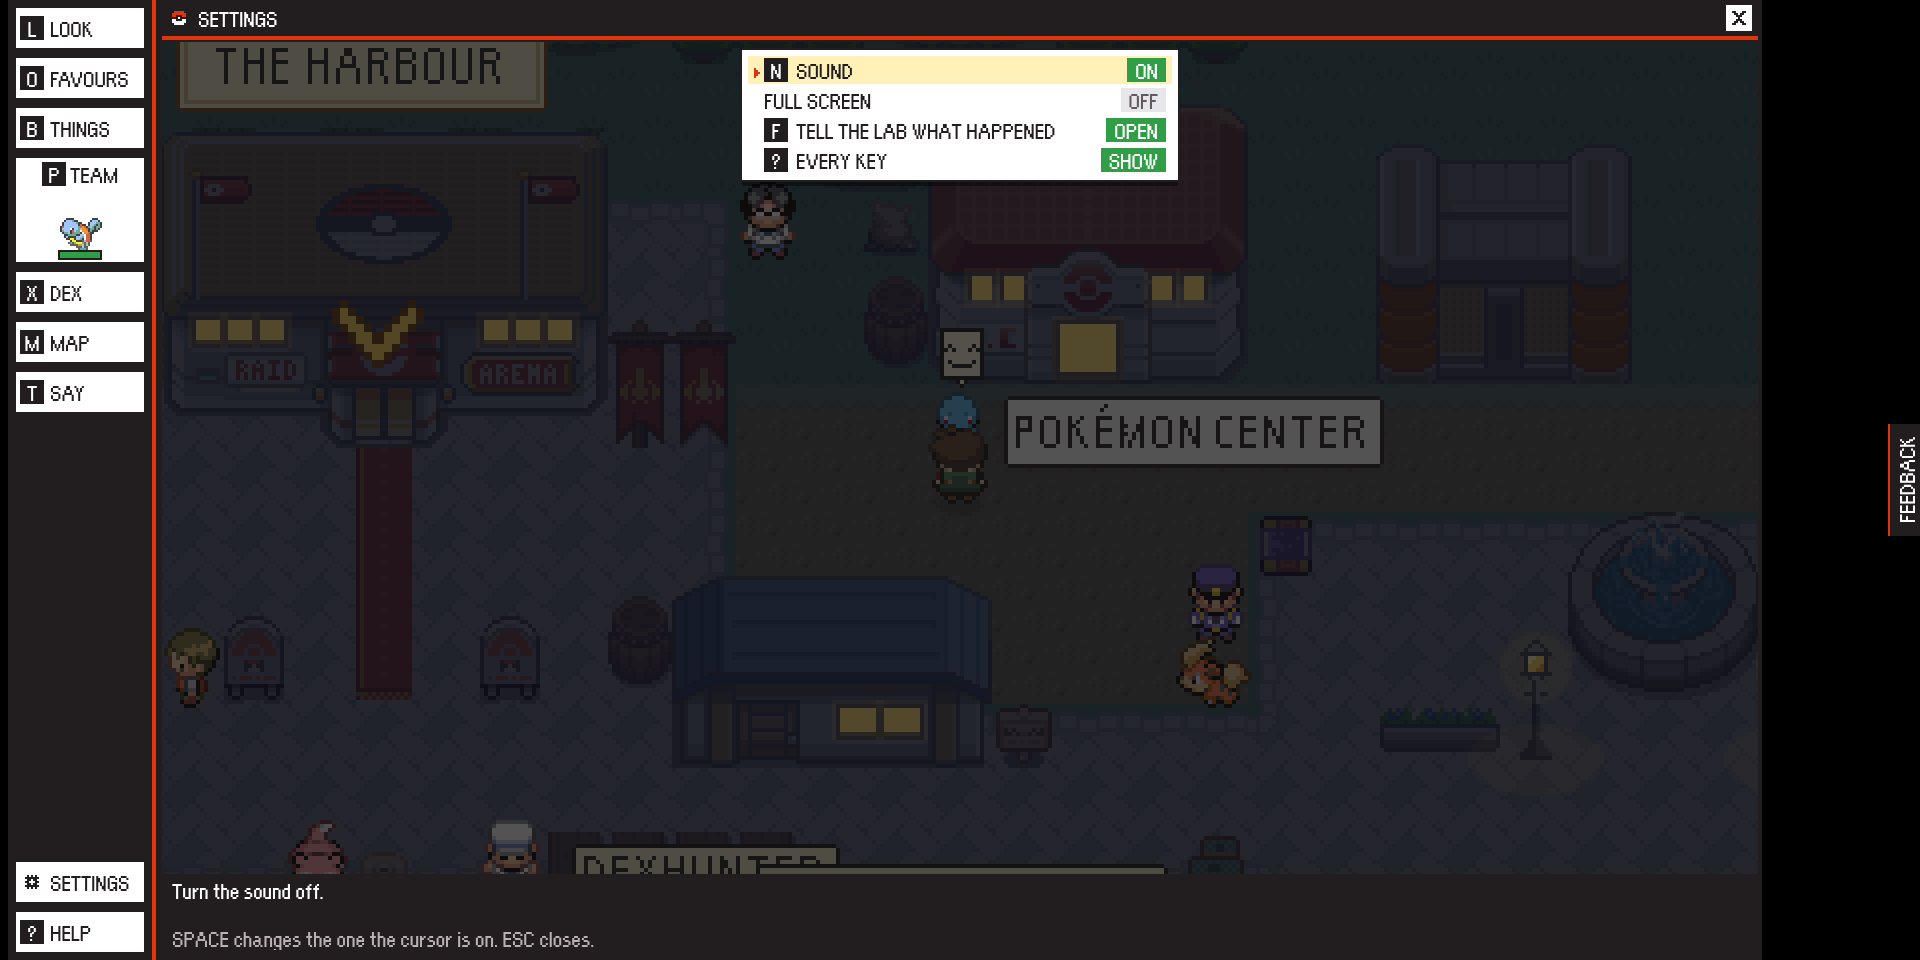 L LOOK
O FAVOURS
B THINGS
P TEAM
X DEX
M MAP
T SAY
SETTINGS
? HELP
SETTINGS
X
THE HARBOUR
N SOUND ON
FULL SCREEN OFF
F TELL THE LAB WHAT HAPPENED OPEN
? EVERY KEY SHOW
RAID
ARENA
P.C
POKÉMON CENTER
DEXHUNTER
FEEDBACK
Turn the sound off.
SPACE changes the one the cursor is on. ESC closes.